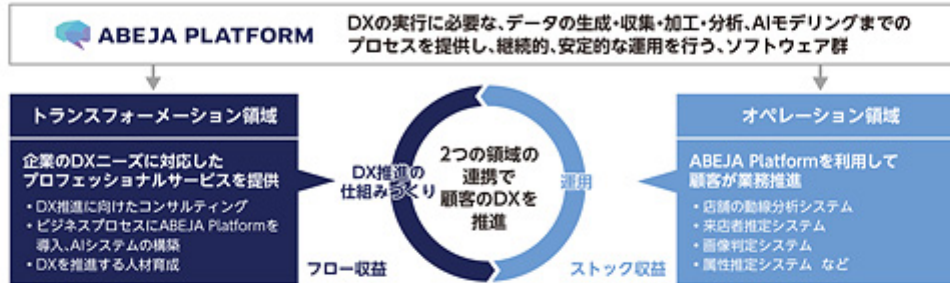 ABEJA PLATFORM
DXの実行に必要な、データの生成・収集・加工・分析、AIモデリングまでの
プロセスを提供し、継続的、安定的な運用を行う、ソフトウェア群
トランスフォーメーション領域
企業のDXニーズに対応した
プロフェッショナルサービスを提供
・DX推進に向けたコンサルティング
・ビジネスプロセスにABEJA Platformを
導入、AIシステムの構築
・DXを推進する人材育成
DX推進の
仕組みづくり
フロー収益
2つの領域の
連携で
顧客のDXを
推進
運用
ストック収益
オペレーション領域
ABEJA Platformを利用して
顧客が業務推進
・店舗の動線分析システム
・来店者推定システム
・画像判定システム
・属性推定システム など